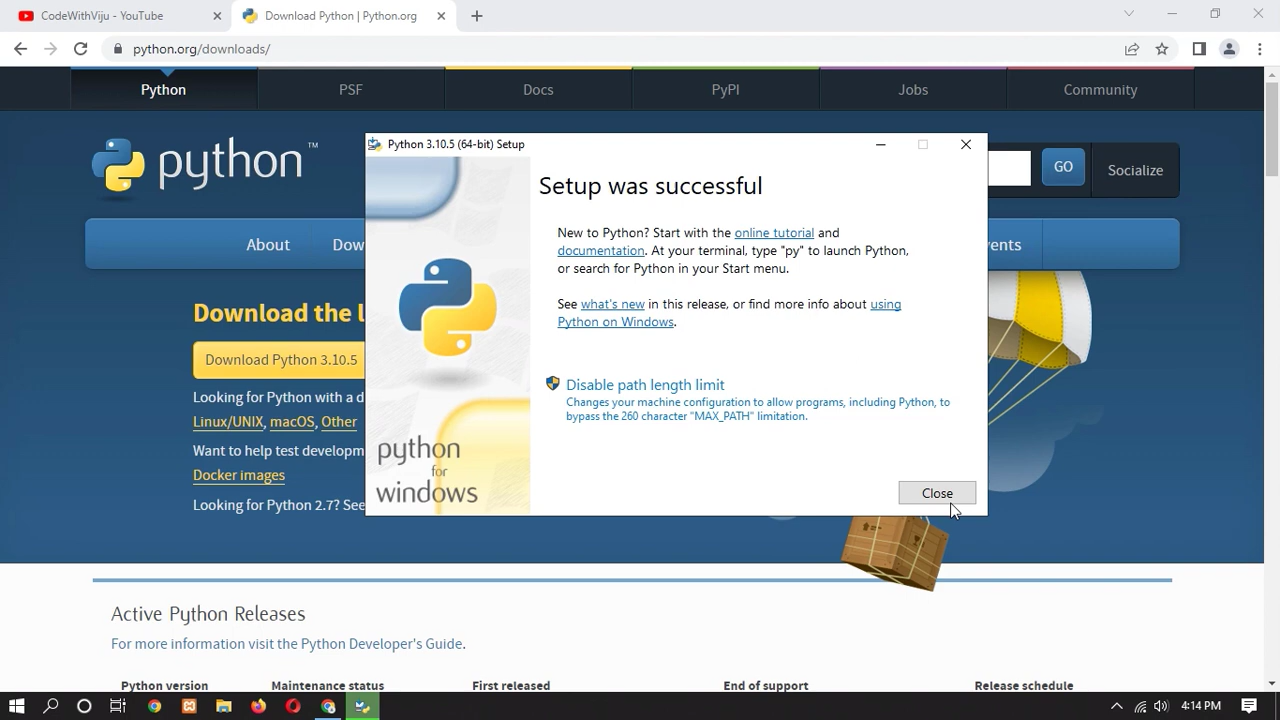 CodeWithViju - YouTube
Download Python | Python.org
python.org/downloads/
Python
PSF
Docs
PyPI
Jobs
Community
python™
GO
Socialize
About
Dow
vents
Python 3.10.5 (64-bit) Setup
Setup was successful
New to Python? Start with the online tutorial and
documentation. At your terminal, type "py" to launch Python,
or search for Python in your Start menu.
See what's new in this release, or find more info about using
Python on Windows.
Disable path length limit
Changes your machine configuration to allow programs, including Python, to
bypass the 260 character "MAX_PATH" limitation.
python
for
windows
Close
Download the l
Download Python 3.10.5
Looking for Python with a d
Linux/UNIX, macOS, Other
Want to help test developm
Docker images
Looking for Python 2.7? See
Active Python Releases
For more information visit the Python Developer's Guide.
Python version
Maintenance status
First released
End of support
Release schedule
4:14 PM